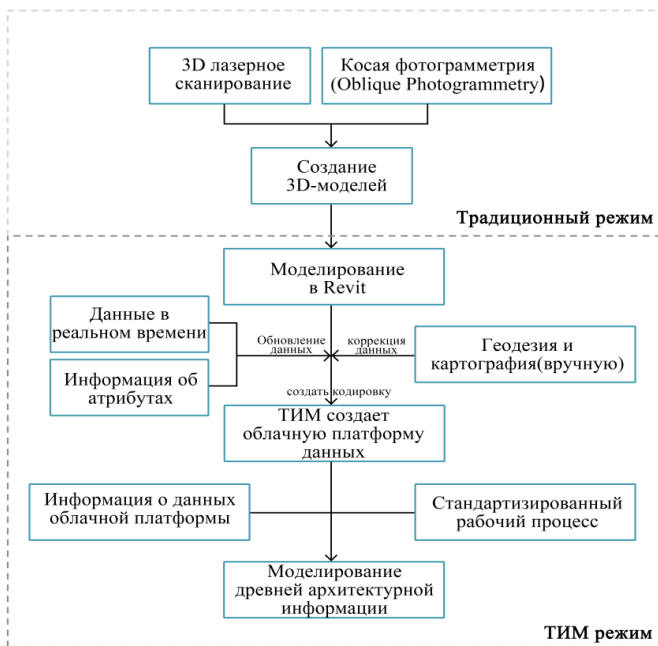 3D лазерное
сканирование
Косая фотограмметрия
(Oblique Photogrammetry)
Создание
3D-моделей
Традиционный режим
Моделирование
в Revit
Данные в
реальном времени
Информация об
атрибутах
Обновление
данных
коррекция
данных
Геодезия и
картография(вручную)
создать кодировку
ТИМ создает
облачную платформу
данных
Информация о данных
облачной платформы
Стандартизированный
рабочий процесс
Моделирование
древней архитектурной
информации
ТИМ режим